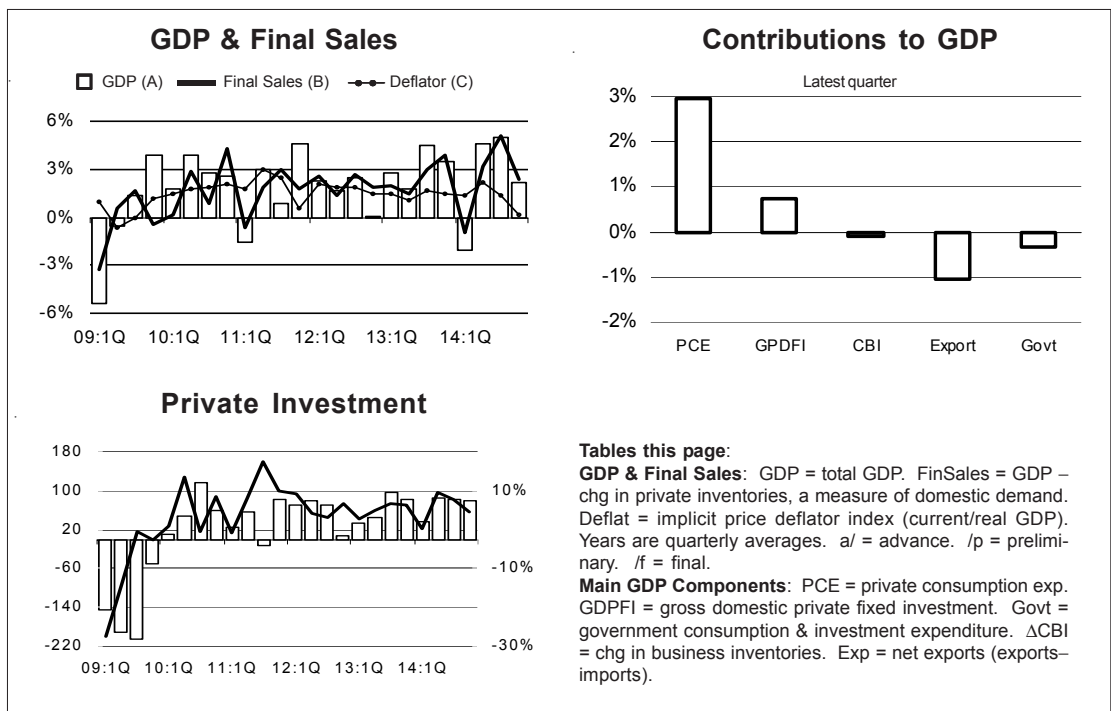 GDP & Final Sales
GDP (A) Final Sales (B) Deflator (C)
6%
3%
0%
-3%
-6%
09:1Q 10:1Q 11:1Q 12:1Q 13:1Q 14:1Q
Contributions to GDP
Latest quarter
3%
2%
1%
0%
-1%
-2%
PCE GPDFI CBI Export Govt
Private Investment
180
100
20
-60
-140
-220
10%
-10%
-30%
09:1Q 10:1Q 11:1Q 12:1Q 13:1Q 14:1Q
Tables this page:
GDP & Final Sales: GDP = total GDP. FinSales = GDP –
chg in private inventories, a measure of domestic demand.
Deflat = implicit price deflator index (current/real GDP).
Years are quarterly averages. a/ = advance. /p = prelimi-
nary. /f = final.
Main GDP Components: PCE = private consumption exp.
GDPFI = gross domestic private fixed investment. Govt =
government consumption & investment expenditure. ∆CBI
= chg in business inventories. Exp = net exports (exports–
imports).